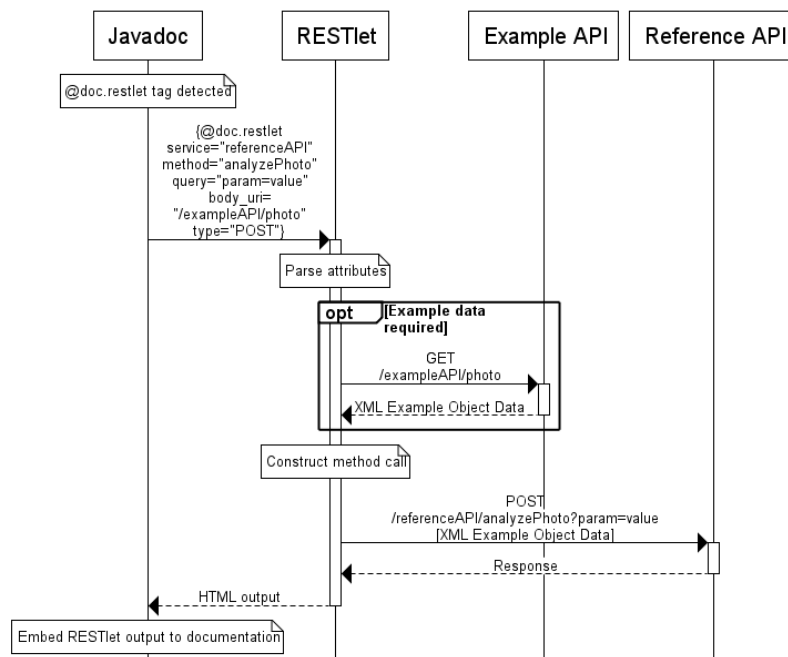 Javadoc
RESTlet
Example API
Reference API
@doc.restlet tag detected
{@doc.restlet
service="referenceAPI"
method="analyzePhoto"
query="param=value"
body_uri=
"/exampleAPI/photo"
type="POST"}
Parse attributes
opt
[Example data
required]
GET
/exampleAPI/photo
XML Example Object Data
Construct method call
POST
/referenceAPI/analyzePhoto?param=value
[XML Example Object Data]
Response
HTML output
Embed RESTlet output to documentation